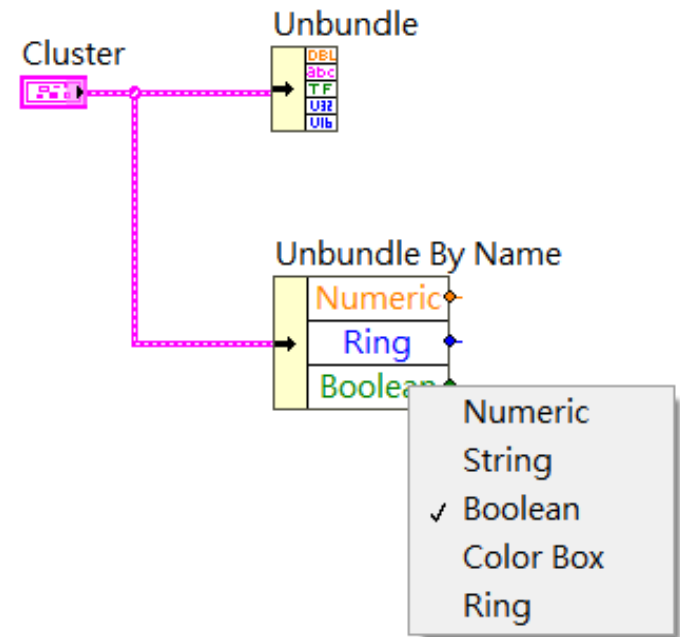 Unbundle
Cluster
DBL
abc
TF
U32
U16
Unbundle By Name
Numeric
Ring
Boolean
Numeric
String
✓ Boolean
Color Box
Ring